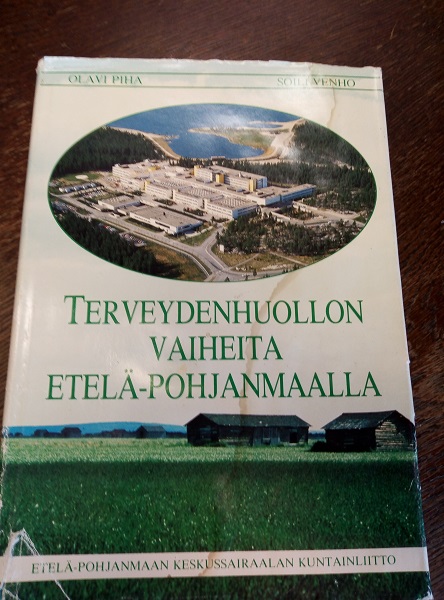 OLAVI PIHA SOILI VENHO
TERVEYDENHUOLLON
VAIHEITA
ETELÄ-POHJANMAALLA
ETELÄ-POHJANMAAN KESKUSSAIRAALAN KUNTAINLIITTO